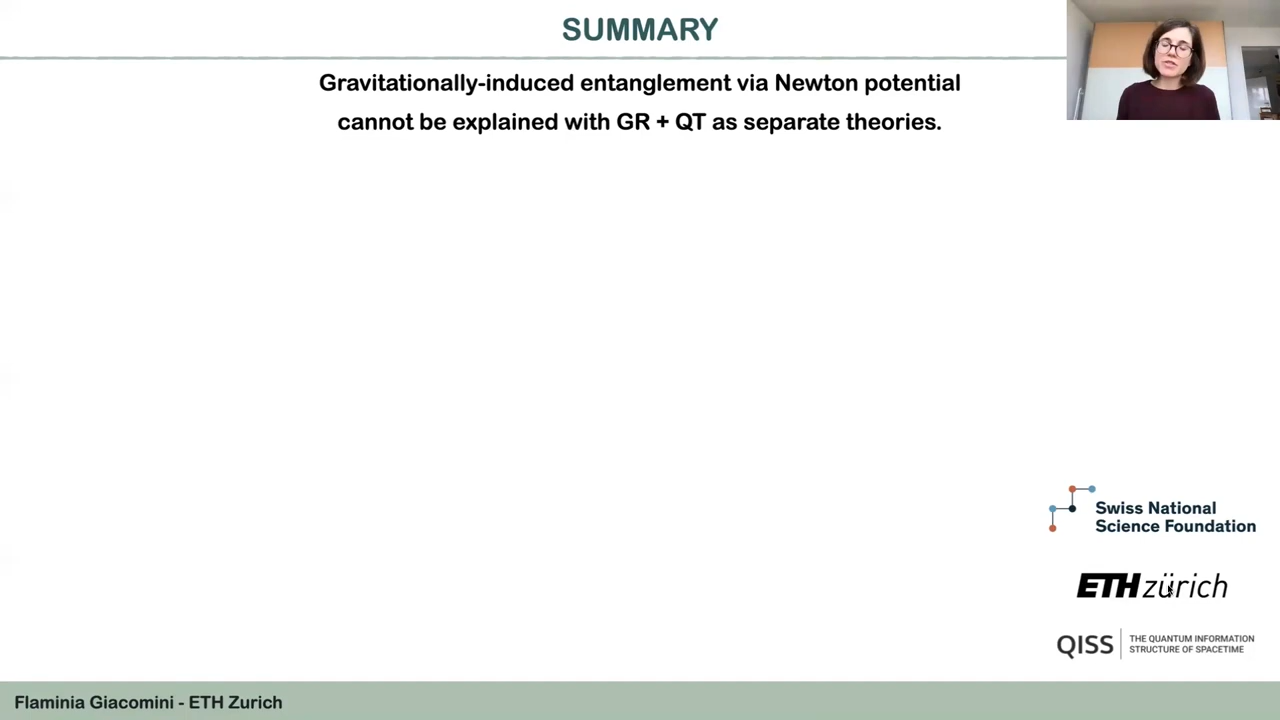 SUMMARY
Gravitationally-induced entanglement via Newton potential
cannot be explained with GR + QT as separate theories.
Swiss National
Science Foundation
ETH zürich
QISS
THE QUANTUM INFORMATION
STRUCTURE OF SPACETIME
Flaminia Giacomini - ETH Zurich